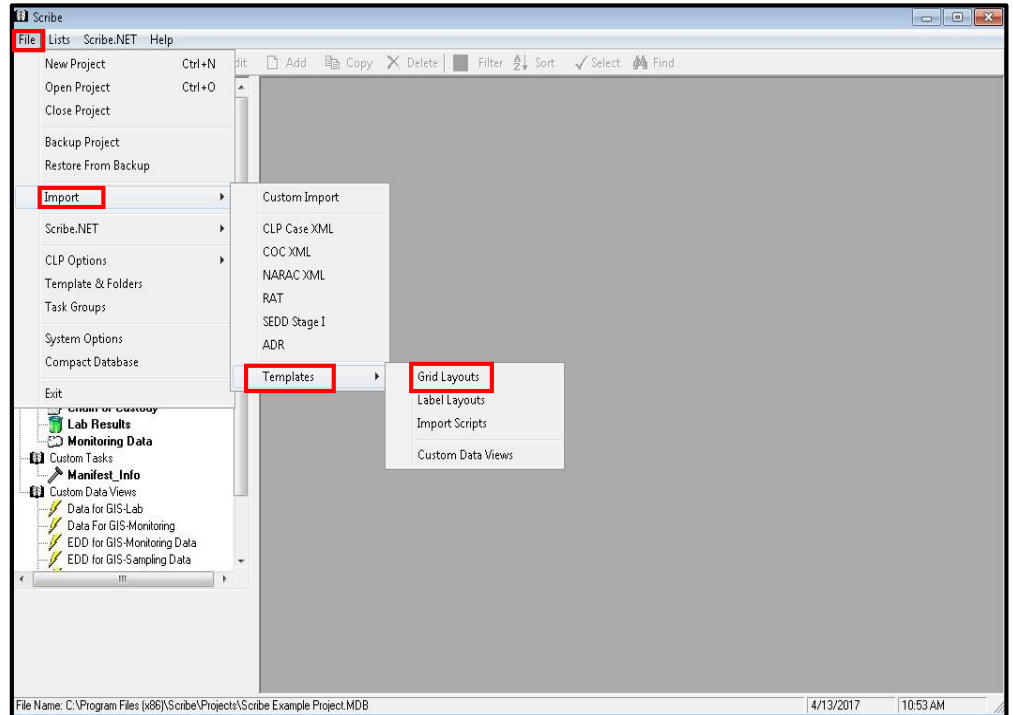 Scribe
File Lists Scribe.NET Help
dit Add Copy Delete Filter Sort Select Find
New Project Ctrl+N
Open Project Ctrl+O
Close Project
Backup Project
Restore From Backup
Import
Scribe.NET
CLP Options
Template & Folders
Task Groups
System Options
Compact Database
Exit
Custom Import
CLP Case XML
COC XML
NARAC XML
RAT
SEDD Stage I
ADR
Templates
Grid Layouts
Label Layouts
Import Scripts
Custom Data Views
Chain of Custody
Lab Results
Monitoring Data
Custom Tasks
Manifest_Info
Custom Data Views
Data for GIS-Lab
Data For GIS-Monitoring
EDD for GIS-Monitoring Data
EDD for GIS-Sampling Data
File Name: C:\Program Files (x86)\Scribe\Projects\Scribe Example Project.MDB 4/13/2017 10:53 AM